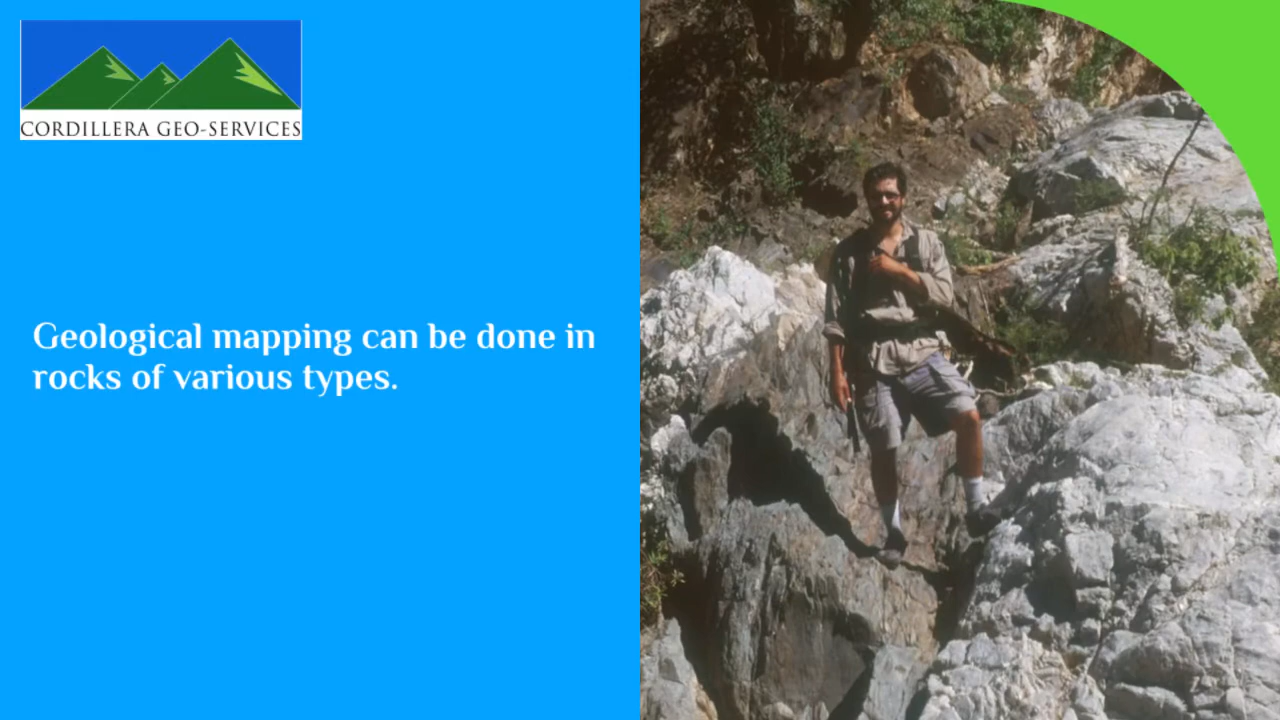 CORDILLERA GEO-SERVICES
Geological mapping can be done in
rocks of various types.